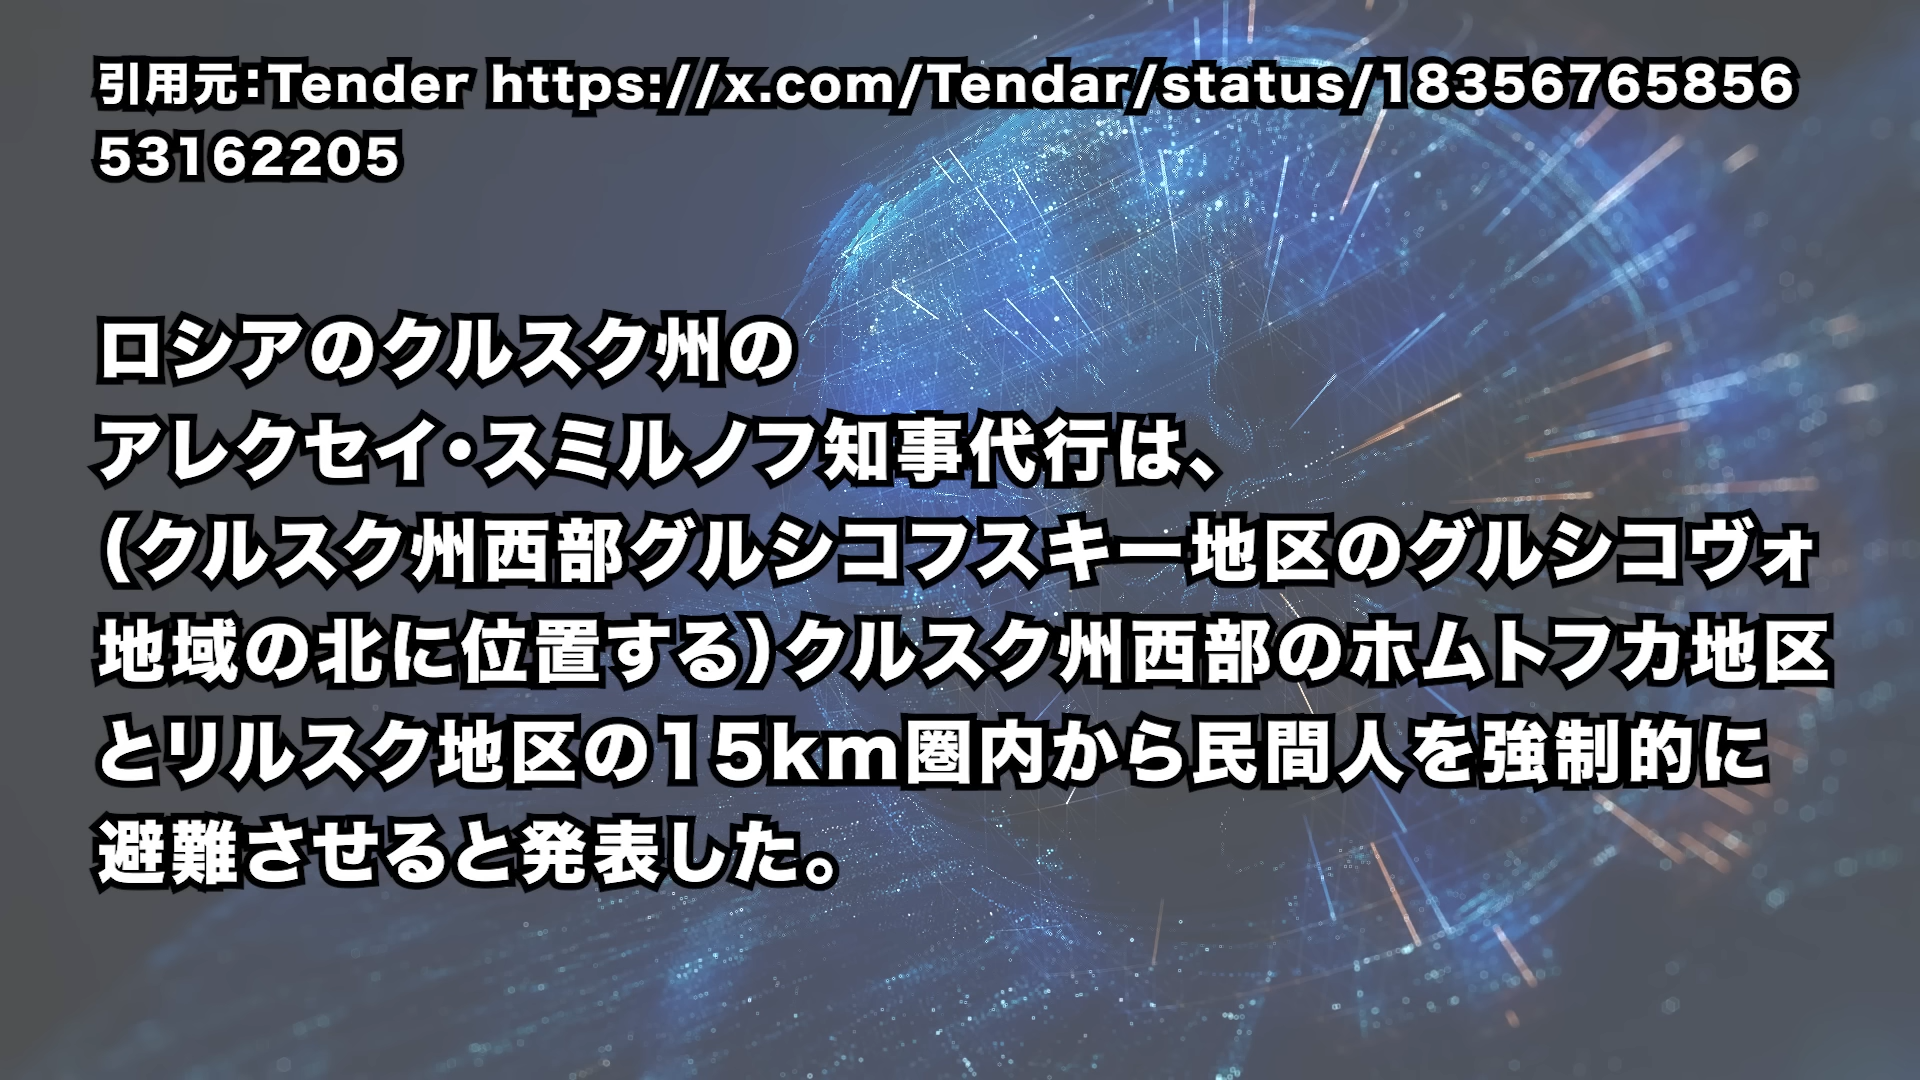 引用元：Tender https://x.com/Tendar/status/18356765856
53162205
ロシアのクルスク州の
アレクセイ・スミルノフ知事代行は、
（クルスク州西部グルシコフスキー地区のグルシコヴォ
地域の北に位置する）クルスク州西部のホムトフカ地区
とリルスク地区の15km圏内から民間人を強制的に
避難させると発表した。